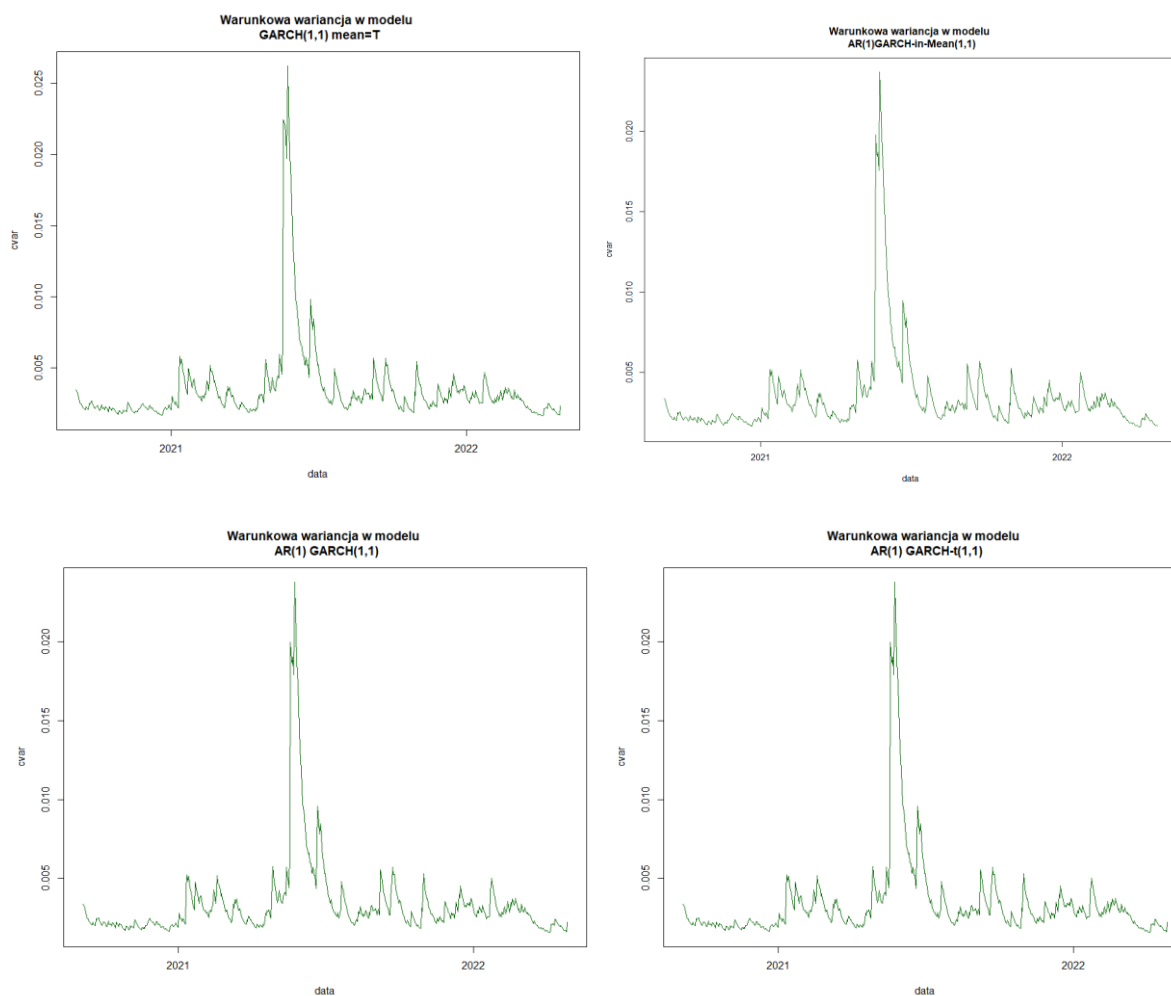 Warunkowa wariancja w modelu
GARCH(1,1) mean=T
0.025
0.020
0.015
0.010
0.005
cvar
2021
2022
data
Warunkowa wariancja w modelu
AR(1)GARCH-in-Mean(1,1)
0.020
0.015
0.010
0.005
cvar
2021
2022
data
Warunkowa wariancja w modelu
AR(1) GARCH(1,1)
0.020
0.015
0.010
0.005
cvar
2021
2022
data
Warunkowa wariancja w modelu
AR(1) GARCH-t(1,1)
0.020
0.015
0.010
0.005
cvar
2021
2022
data